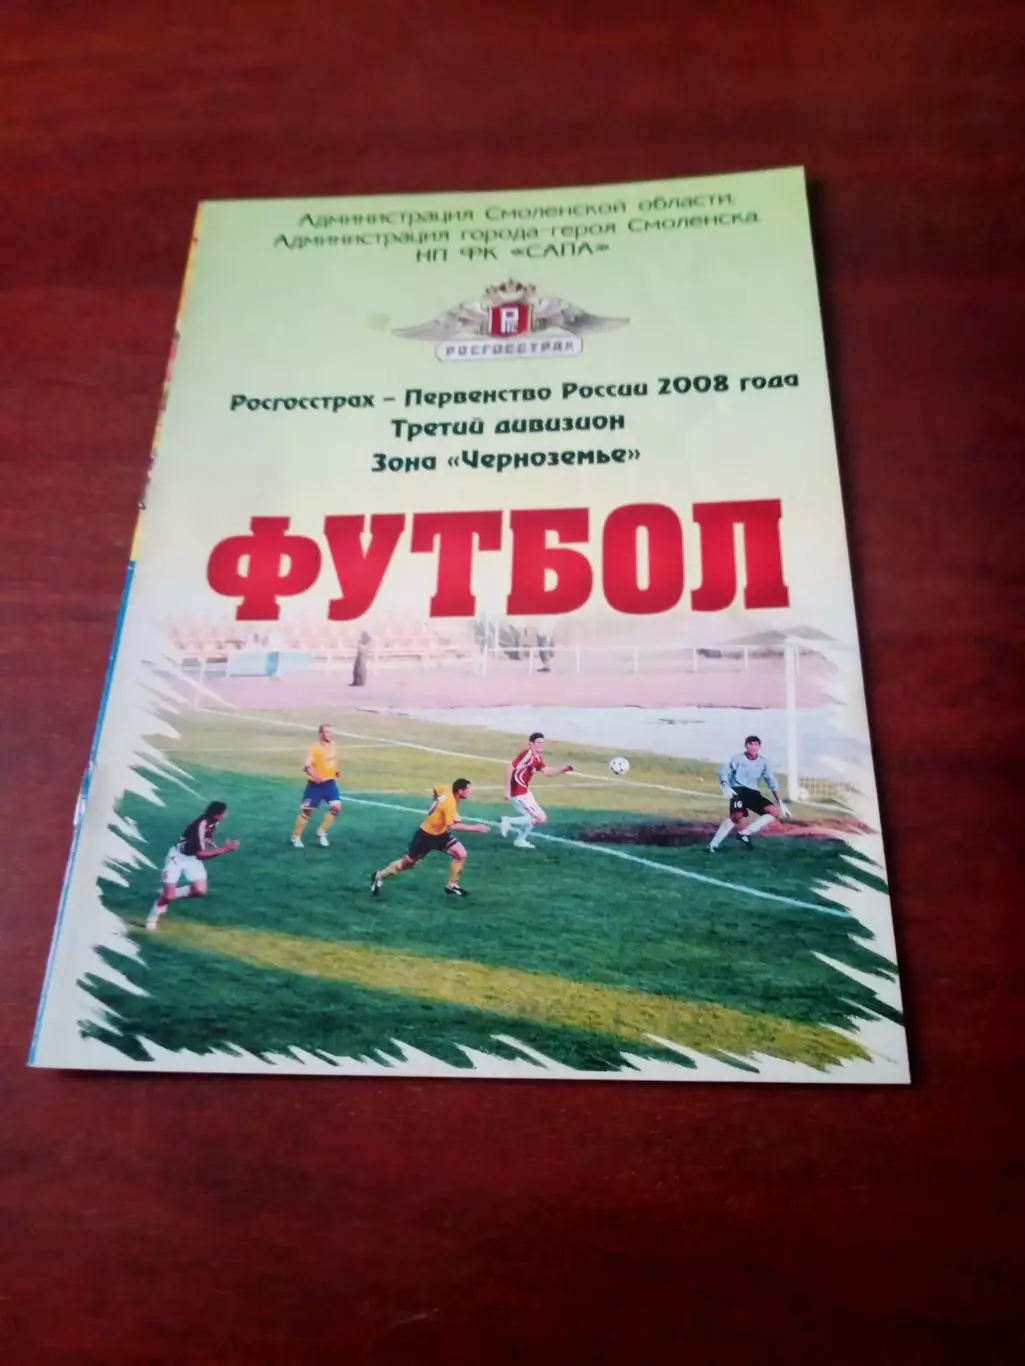 Администрация Смоленской области,
Администрация города-героя Смоленска,
НП ФК «САПА»
РОСГОССТРАХ
Росгосстрах – Первенство России 2008 года
Третий дивизион
Зона «Черноземье»
ФУТБОЛ
16